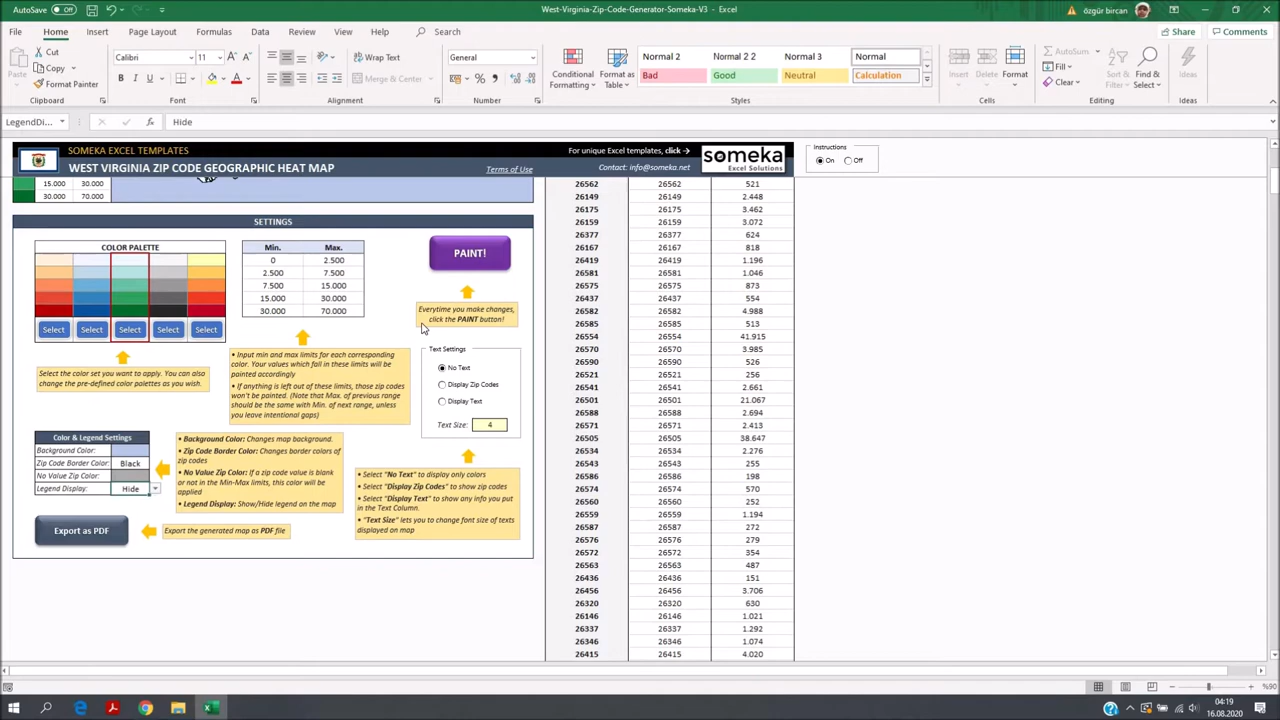 AutoSave Off
West-Virginia-Zip-Code-Generator-Someka-V3 - Excel
özgür bircan
File Home Insert Page Layout Formulas Data Review View Help Search
Share Comments
Cut
Copy
Format Painter
Paste
Clipboard
Calibri 11
Font
Wrap Text
Merge & Center
Alignment
General
Number
Conditional Formatting
Format as Table
Normal 2 Normal 2 2 Normal 3 Normal
Bad Good Neutral Calculation
Styles
Insert Delete Format
Cells
AutoSum
Fill
Clear
Sort & Filter
Find & Select
Editing
Ideas
Ideas
LegendDi... Hide
SOMEKA EXCEL TEMPLATES
WEST VIRGINIA ZIP CODE GEOGRAPHIC HEAT MAP
Terms of Use
For unique Excel templates, click →
Contact: info@someka.net
someka
Excel Solutions
Instructions
On Off
15.000 30.000
30.000 70.000
SETTINGS
COLOR PALETTE
Select Select Select Select Select
Select the color set you want to apply. You can also
change the pre-defined color palettes as you wish.
Min. Max.
0 2.500
2.500 7.500
7.500 15.000
15.000 30.000
30.000 70.000
• Input min and max limits for each corresponding
color. Your values which fall in these limits will be
painted accordingly
• If anything is left out of these limits, those zip codes
won't be painted. (Note that Max. of previous range
should be the same with Min. of next range, unless
you leave intentional gaps)
PAINT!
Everytime you make changes,
click the PAINT button!
Text Settings
No Text
Display Zip Codes
Display Text
Text Size: 4
• Select "No Text" to display only colors
• Select "Display Zip Codes" to show zip codes
• Select "Display Text" to show any info you put
in the Text Column.
• "Text Size" lets you to change font size of texts
displayed on map
Color & Legend Settings
Background Color:
Zip Code Border Color: Black
No Value Zip Color:
Legend Display: Hide
• Background Color: Changes map background.
• Zip Code Border Color: Changes border colors of
zip codes
• No Value Zip Color: If a zip code value is blank
or not in the Min-Max limits, this color will be
applied
• Legend Display: Show/Hide legend on the map
Export as PDF
Export the generated map as PDF file
26562 26562 521
26149 26149 2.448
26175 26175 3.462
26159 26159 3.072
26377 26377 624
26167 26167 818
26419 26419 1.196
26581 26581 1.046
26575 26575 873
26437 26437 554
26582 26582 4.988
26585 26585 513
26554 26554 41.915
26570 26570 3.985
26590 26590 526
26521 26521 256
26541 26541 2.661
26501 26501 21.067
26588 26588 2.694
26571 26571 2.413
26505 26505 38.647
26534 26534 2.276
26543 26543 255
26586 26586 198
26574 26574 570
26560 26560 252
26559 26559 1.194
26587 26587 272
26576 26576 279
26572 26572 354
26563 26563 487
26436 26436 151
26456 26456 3.706
26320 26320 630
26146 26146 1.021
26337 26337 1.292
26346 26346 1.074
26415 26415 4.020
%90
04:19
16.08.2020